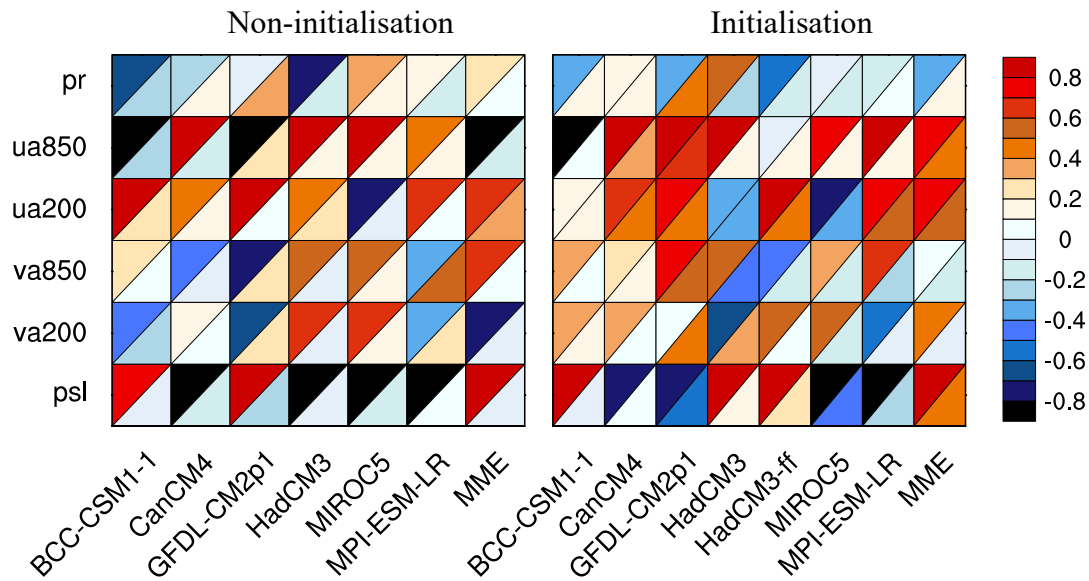 Non-initialisation
Initialisation
pr
ua850
ua200
va850
va200
psl
BCC-CSM1-1
CanCM4
GFDL-CM2p1
HadCM3
MIROC5
MPI-ESM-LR
MME
BCC-CSM1-1
CanCM4
GFDL-CM2p1
HadCM3
HadCM3-ff
MIROC5
MPI-ESM-LR
MME
0.8
0.6
0.4
0.2
0
-0.2
-0.4
-0.6
-0.8